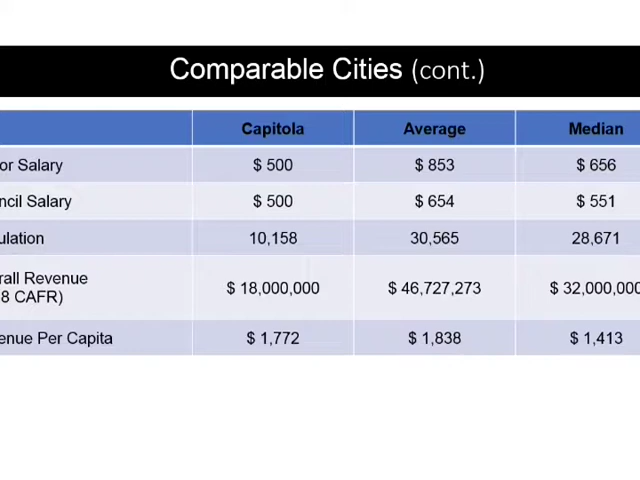 Comparable Cities (cont.)
Capitola Average Median
or Salary $ 500 $ 853 $ 656
ncil Salary $ 500 $ 654 $ 551
ulation 10,158 30,565 28,671
rall Revenue
8 CAFR) $ 18,000,000 $ 46,727,273 $ 32,000,000
enue Per Capita $ 1,772 $ 1,838 $ 1,413